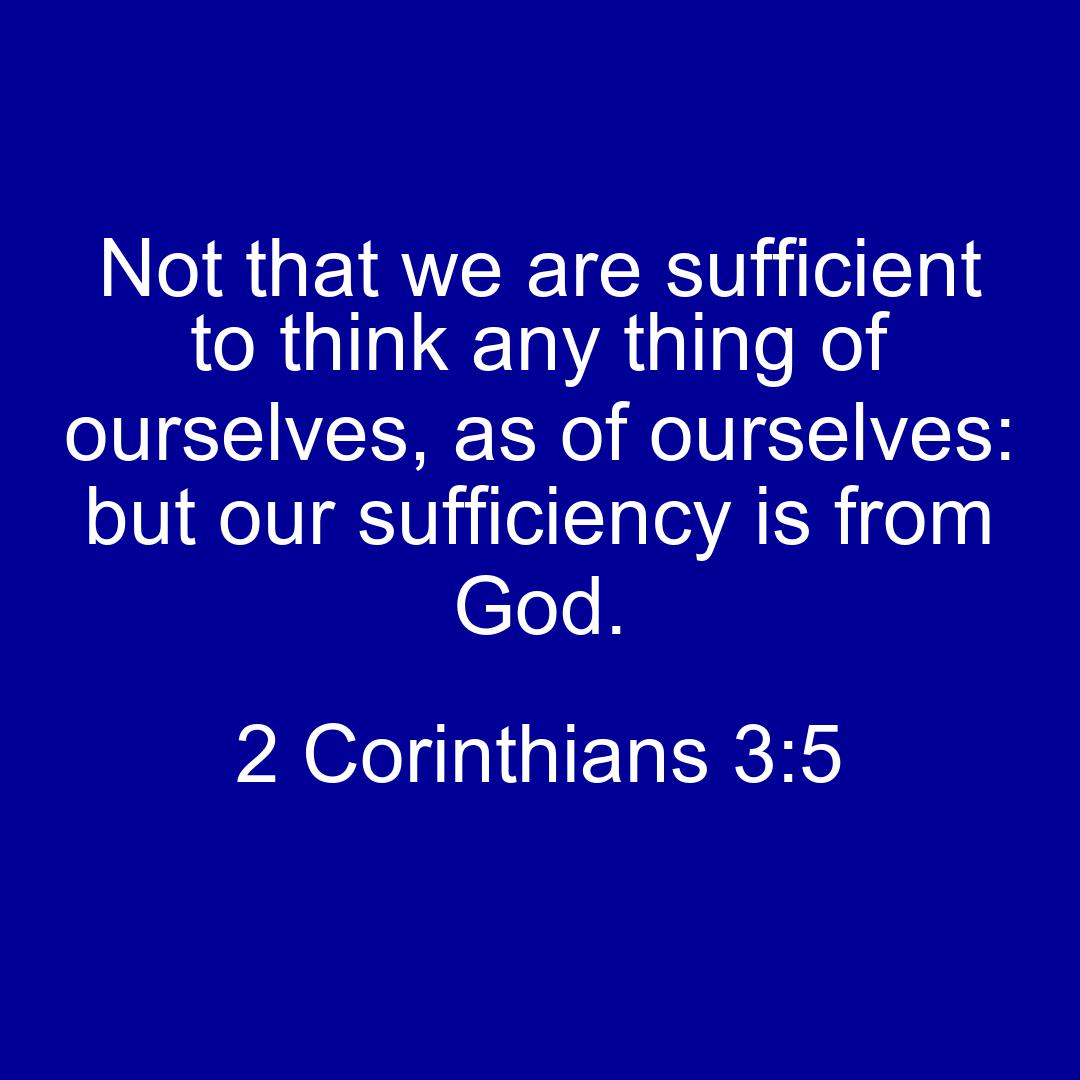 Not that we are sufficient
to think any thing of
ourselves, as of ourselves:
but our sufficiency is from
God.
2 Corinthians 3:5